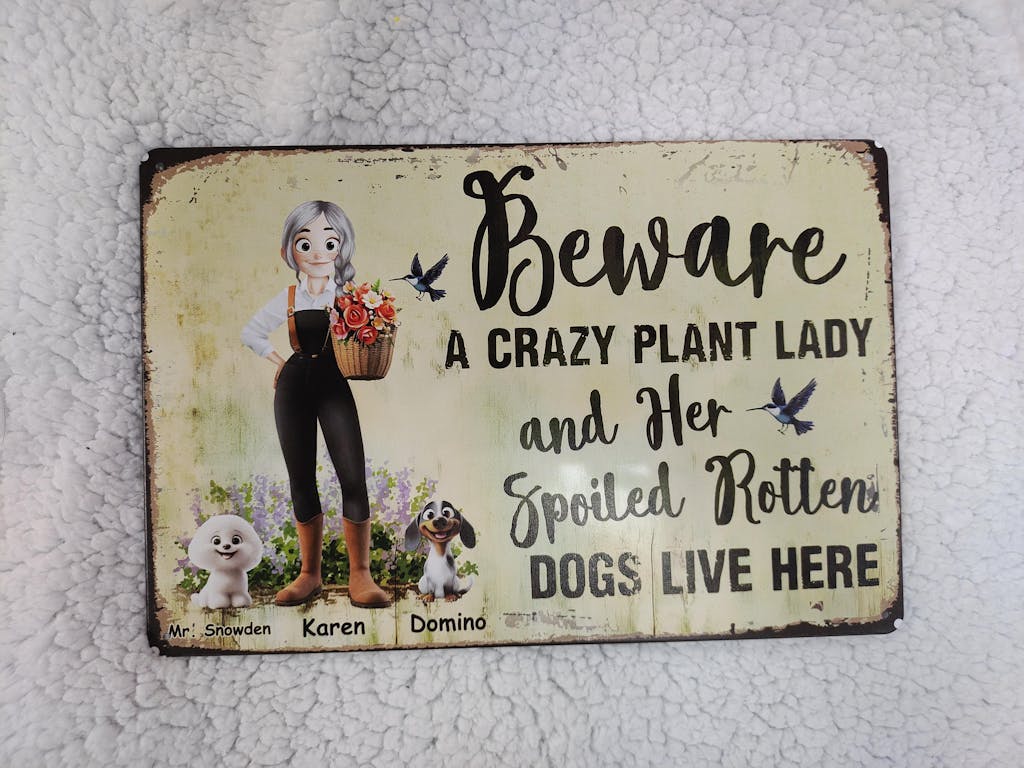 Beware
A CRAZY PLANT LADY
and Her
Spoiled Rotten
DOGS LIVE HERE
Mr. Snowden
Karen
Domino